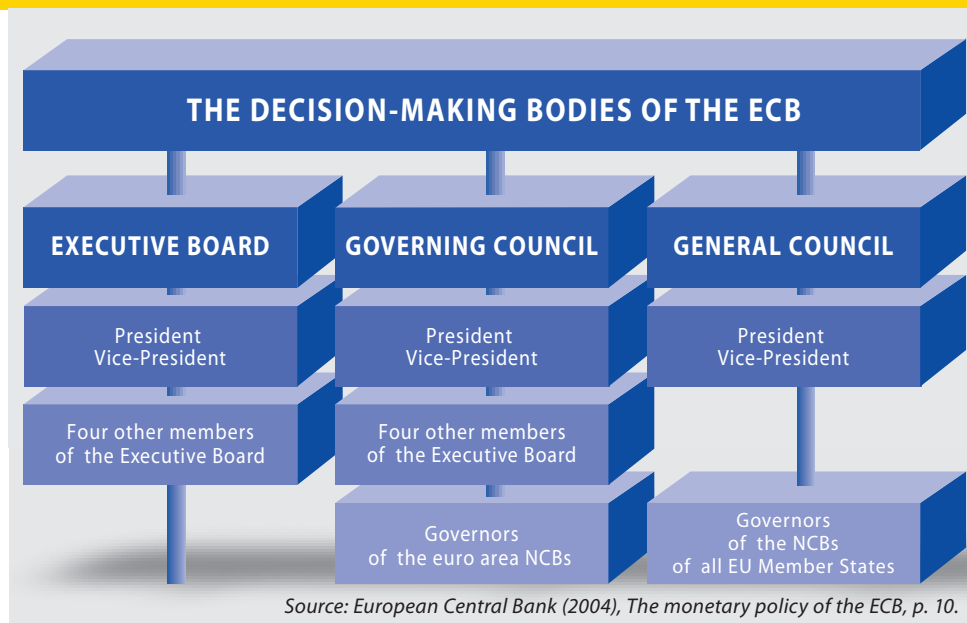 THE DECISION-MAKING BODIES OF THE ECB
EXECUTIVE BOARD
President
Vice-President
Four other members
of the Executive Board
GOVERNING COUNCIL
President
Vice-President
Four other members
of the Executive Board
Governors
of the euro area NCBs
GENERAL COUNCIL
President
Vice-President
Governors
of the NCBs
of all EU Member States
Source: European Central Bank (2004), The monetary policy of the ECB, p. 10.